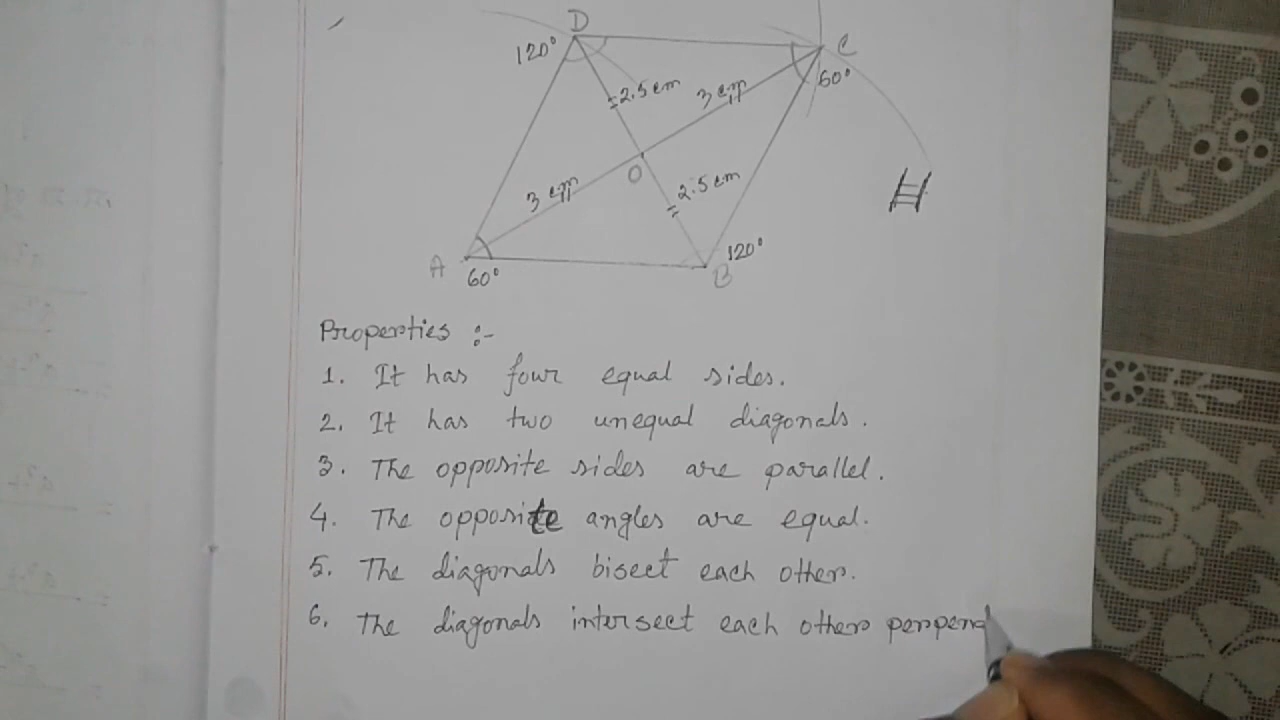 D
120°
C
60°
=2.5 cm
3 cm
O
3 cm
=2.5 cm
A
60°
120°
B
Properties :-
1. It has four equal sides.
2. It has two unequal diagonals.
3. The opposite sides are parallel.
4. The opposite angles are equal.
5. The diagonals bisect each other.
6. The diagonals intersect each other perpend